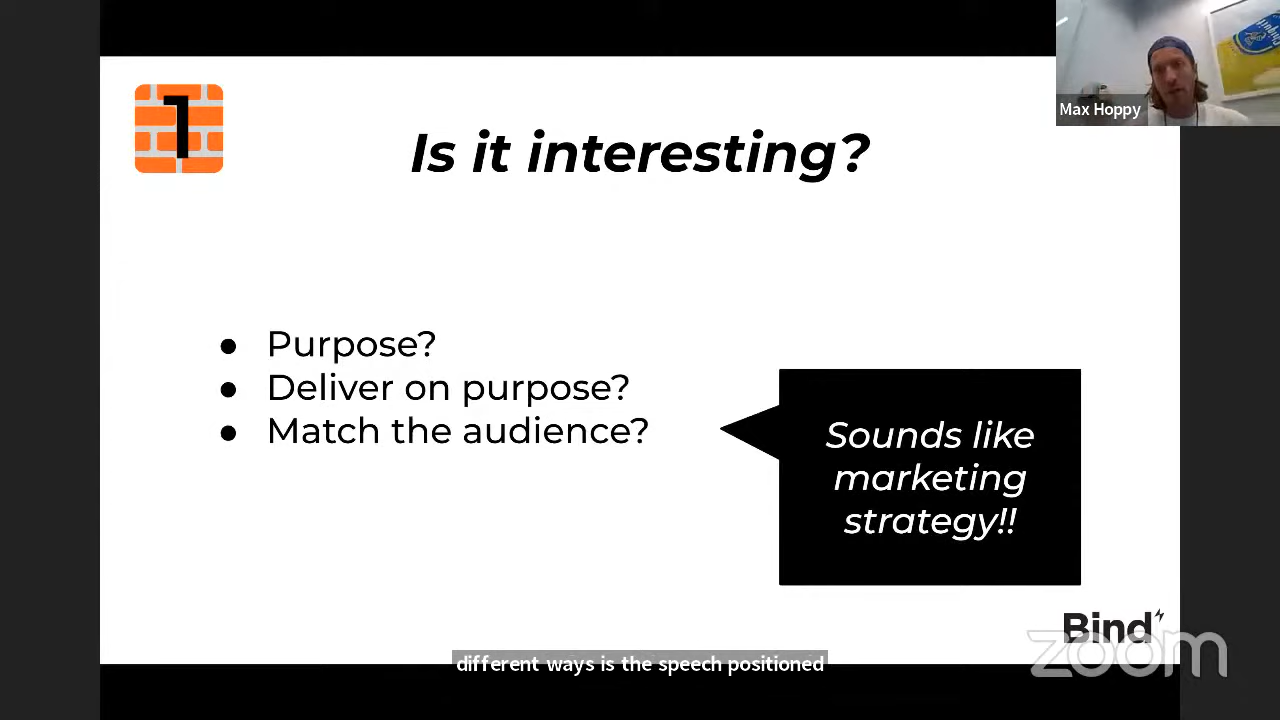 1
Is it interesting?
Max Hoppy
● Purpose?
● Deliver on purpose?
● Match the audience?
Sounds like
marketing
strategy!!
Bind
zoom
different ways is the speech positioned